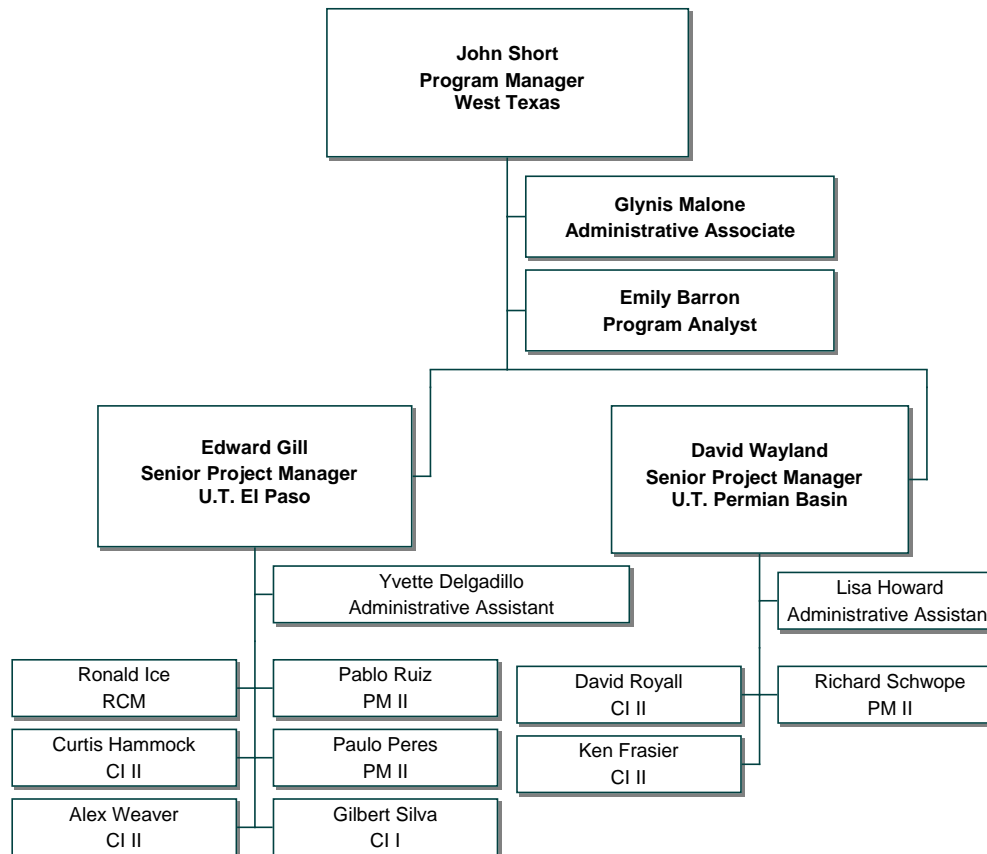 John Short
Program Manager
West Texas
Glynis Malone
Administrative Associate
Emily Barron
Program Analyst
Edward Gill
Senior Project Manager
U.T. El Paso
David Wayland
Senior Project Manager
U.T. Permian Basin
Yvette Delgadillo
Administrative Assistant
Lisa Howard
Administrative Assistan
Ronald Ice
RCM
Pablo Ruiz
PM II
David Royall
CI II
Richard Schwope
PM II
Curtis Hammock
CI II
Paulo Peres
PM II
Ken Frasier
CI II
Alex Weaver
CI II
Gilbert Silva
CI I